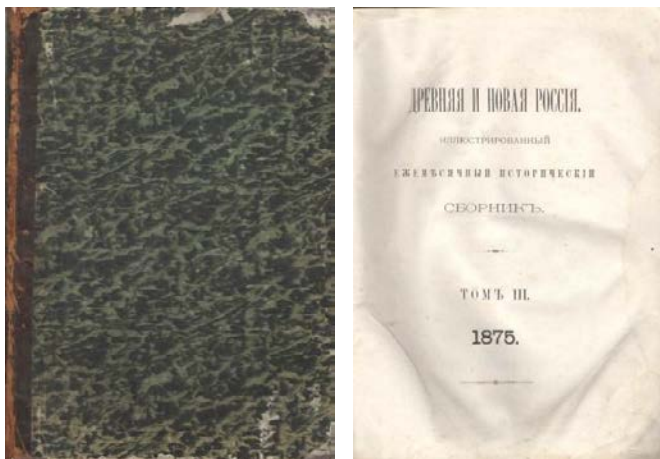 ДРЕВНЯЯ И НОВАЯ РОССІЯ.
ИЛЛЮСТРИРОВАННЫЙ
ЕЖЕМѢСЯЧНЫЙ ИСТОРИЧЕСКІЙ
СБОРНИКЪ.
ТОМЪ III.
1875.